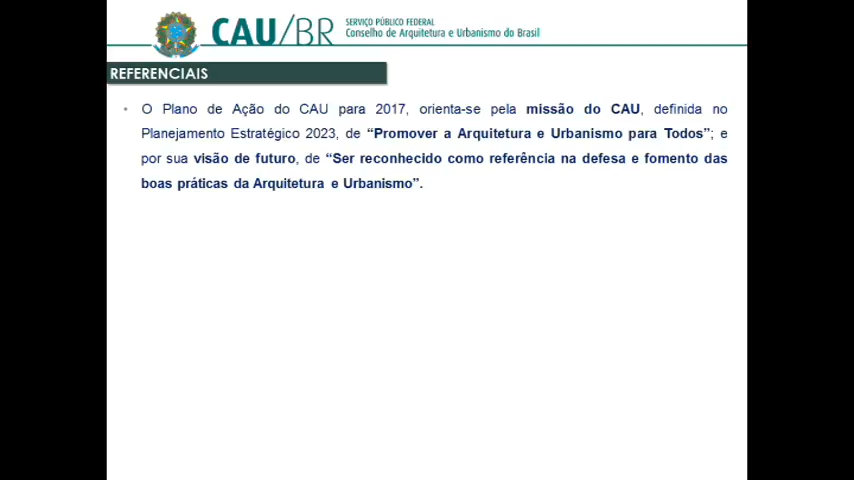 CAU/BR
SERVIÇO PÚBLICO FEDERAL
Conselho de Arquitetura e Urbanismo do Brasil
REFERENCIAIS
• O Plano de Ação do CAU para 2017, orienta-se pela missão do CAU, definida no
Planejamento Estratégico 2023, de “Promover a Arquitetura e Urbanismo para Todos”; e
por sua visão de futuro, de “Ser reconhecido como referência na defesa e fomento das
boas práticas da Arquitetura e Urbanismo”.